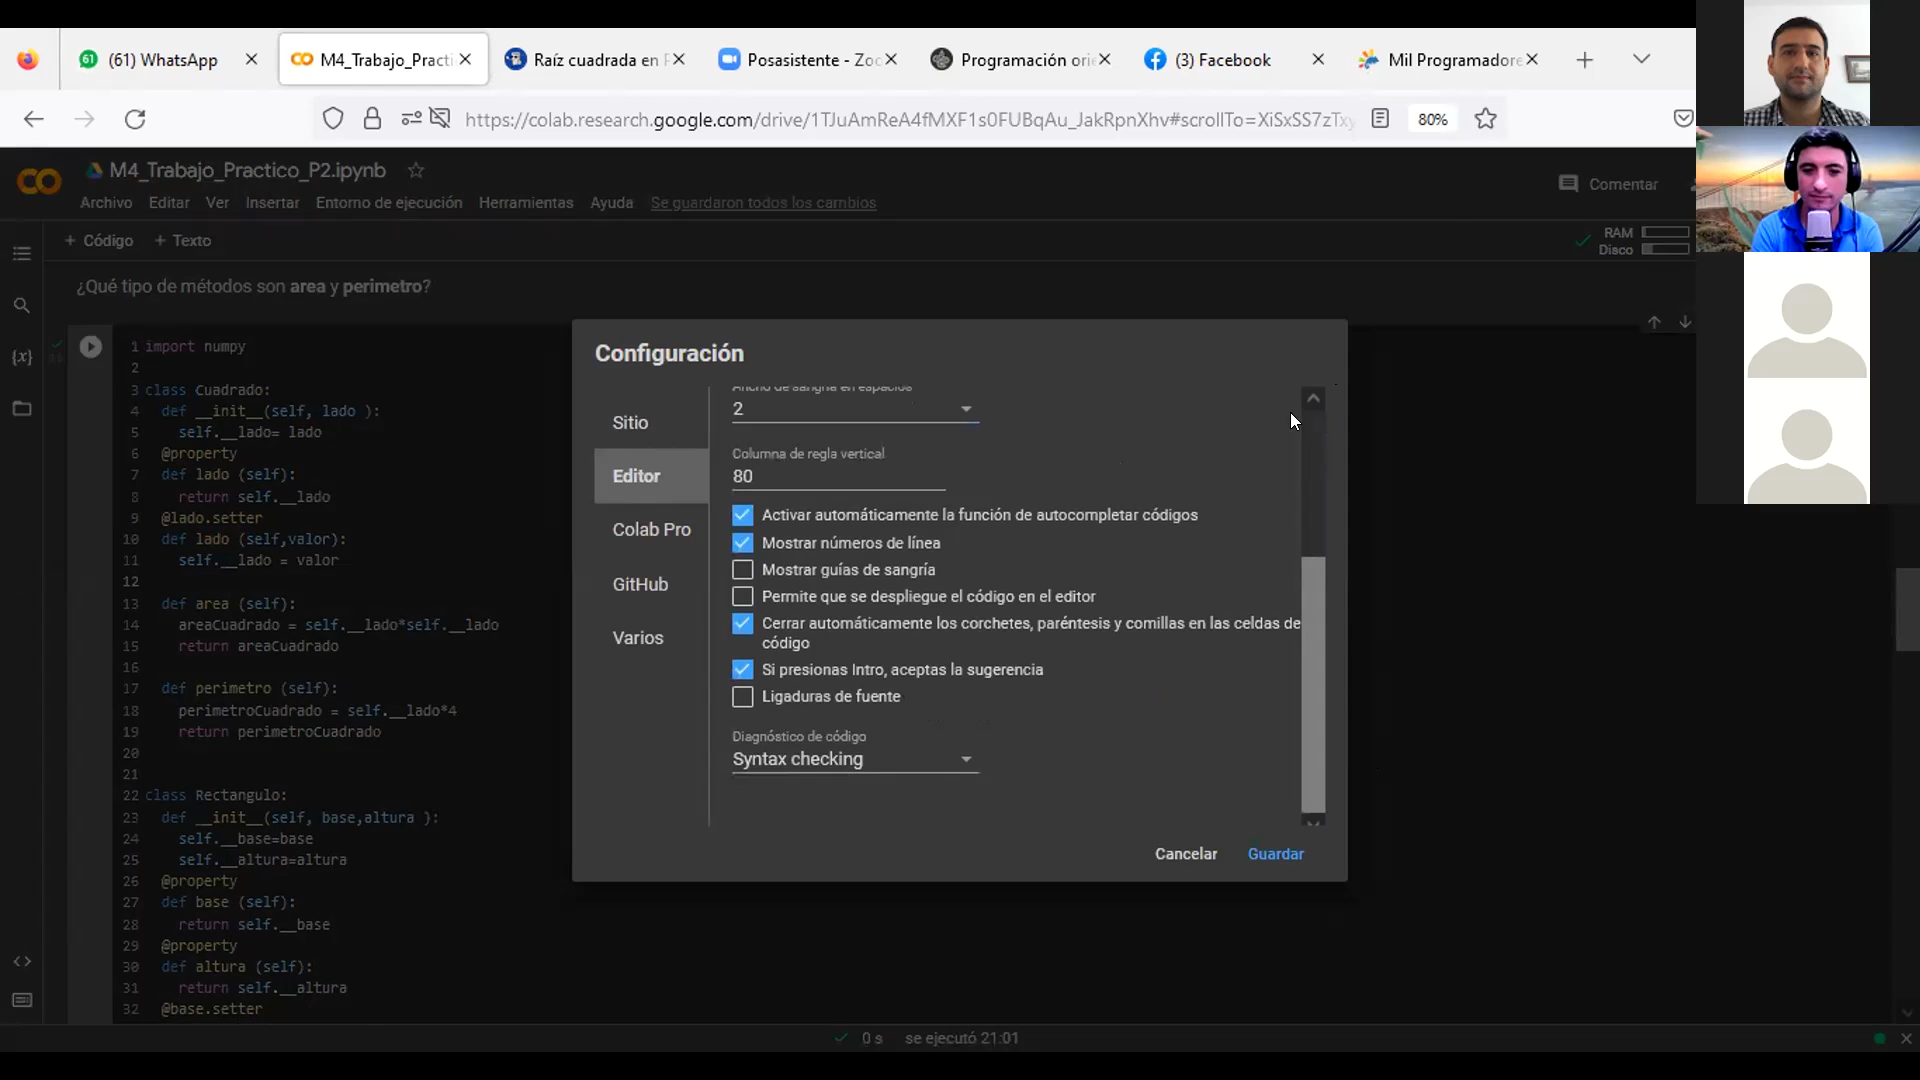 61 (61) WhatsApp
M4_Trabajo_Practi
Raíz cuadrada en P
Posasistente - Zoo
Programación orie
(3) Facebook
Mil Programadore
https://colab.research.google.com/drive/1TJuAmReA4fMXF1s0FUBqAu_JakRpnXhv#scrollTo=XiSxSS7zTxy
80%
M4_Trabajo_Practico_P2.ipynb
Archivo Editar Ver Insertar Entorno de ejecución Herramientas Ayuda Se guardaron todos los cambios
Comentar
+ Código + Texto
RAM
Disco
¿Qué tipo de métodos son area y perimetro?
1 import numpy
2
3 class Cuadrado:
4 def __init__(self, lado ):
5 self.__lado= lado
6 @property
7 def lado (self):
8 return self.__lado
9 @lado.setter
10 def lado (self,valor):
11 self.__lado = valor
12
13 def area (self):
14 areaCuadrado = self.__lado*self.__lado
15 return areaCuadrado
16
17 def perimetro (self):
18 perimetroCuadrado = self.__lado*4
19 return perimetroCuadrado
20
21
22 class Rectangulo:
23 def __init__(self, base,altura ):
24 self.__base=base
25 self.__altura=altura
26 @property
27 def base (self):
28 return self.__base
29 @property
30 def altura (self):
31 return self.__altura
32 @base.setter
Configuración
Sitio
Editor
Colab Pro
GitHub
Varios
Ancho de sangría en espacios
2
Columna de regla vertical
80
Activar automáticamente la función de autocompletar códigos
Mostrar números de línea
Mostrar guías de sangría
Permite que se despliegue el código en el editor
Cerrar automáticamente los corchetes, paréntesis y comillas en las celdas de
código
Si presionas Intro, aceptas la sugerencia
Ligaduras de fuente
Diagnóstico de código
Syntax checking
Cancelar Guardar
0 s se ejecutó 21:01